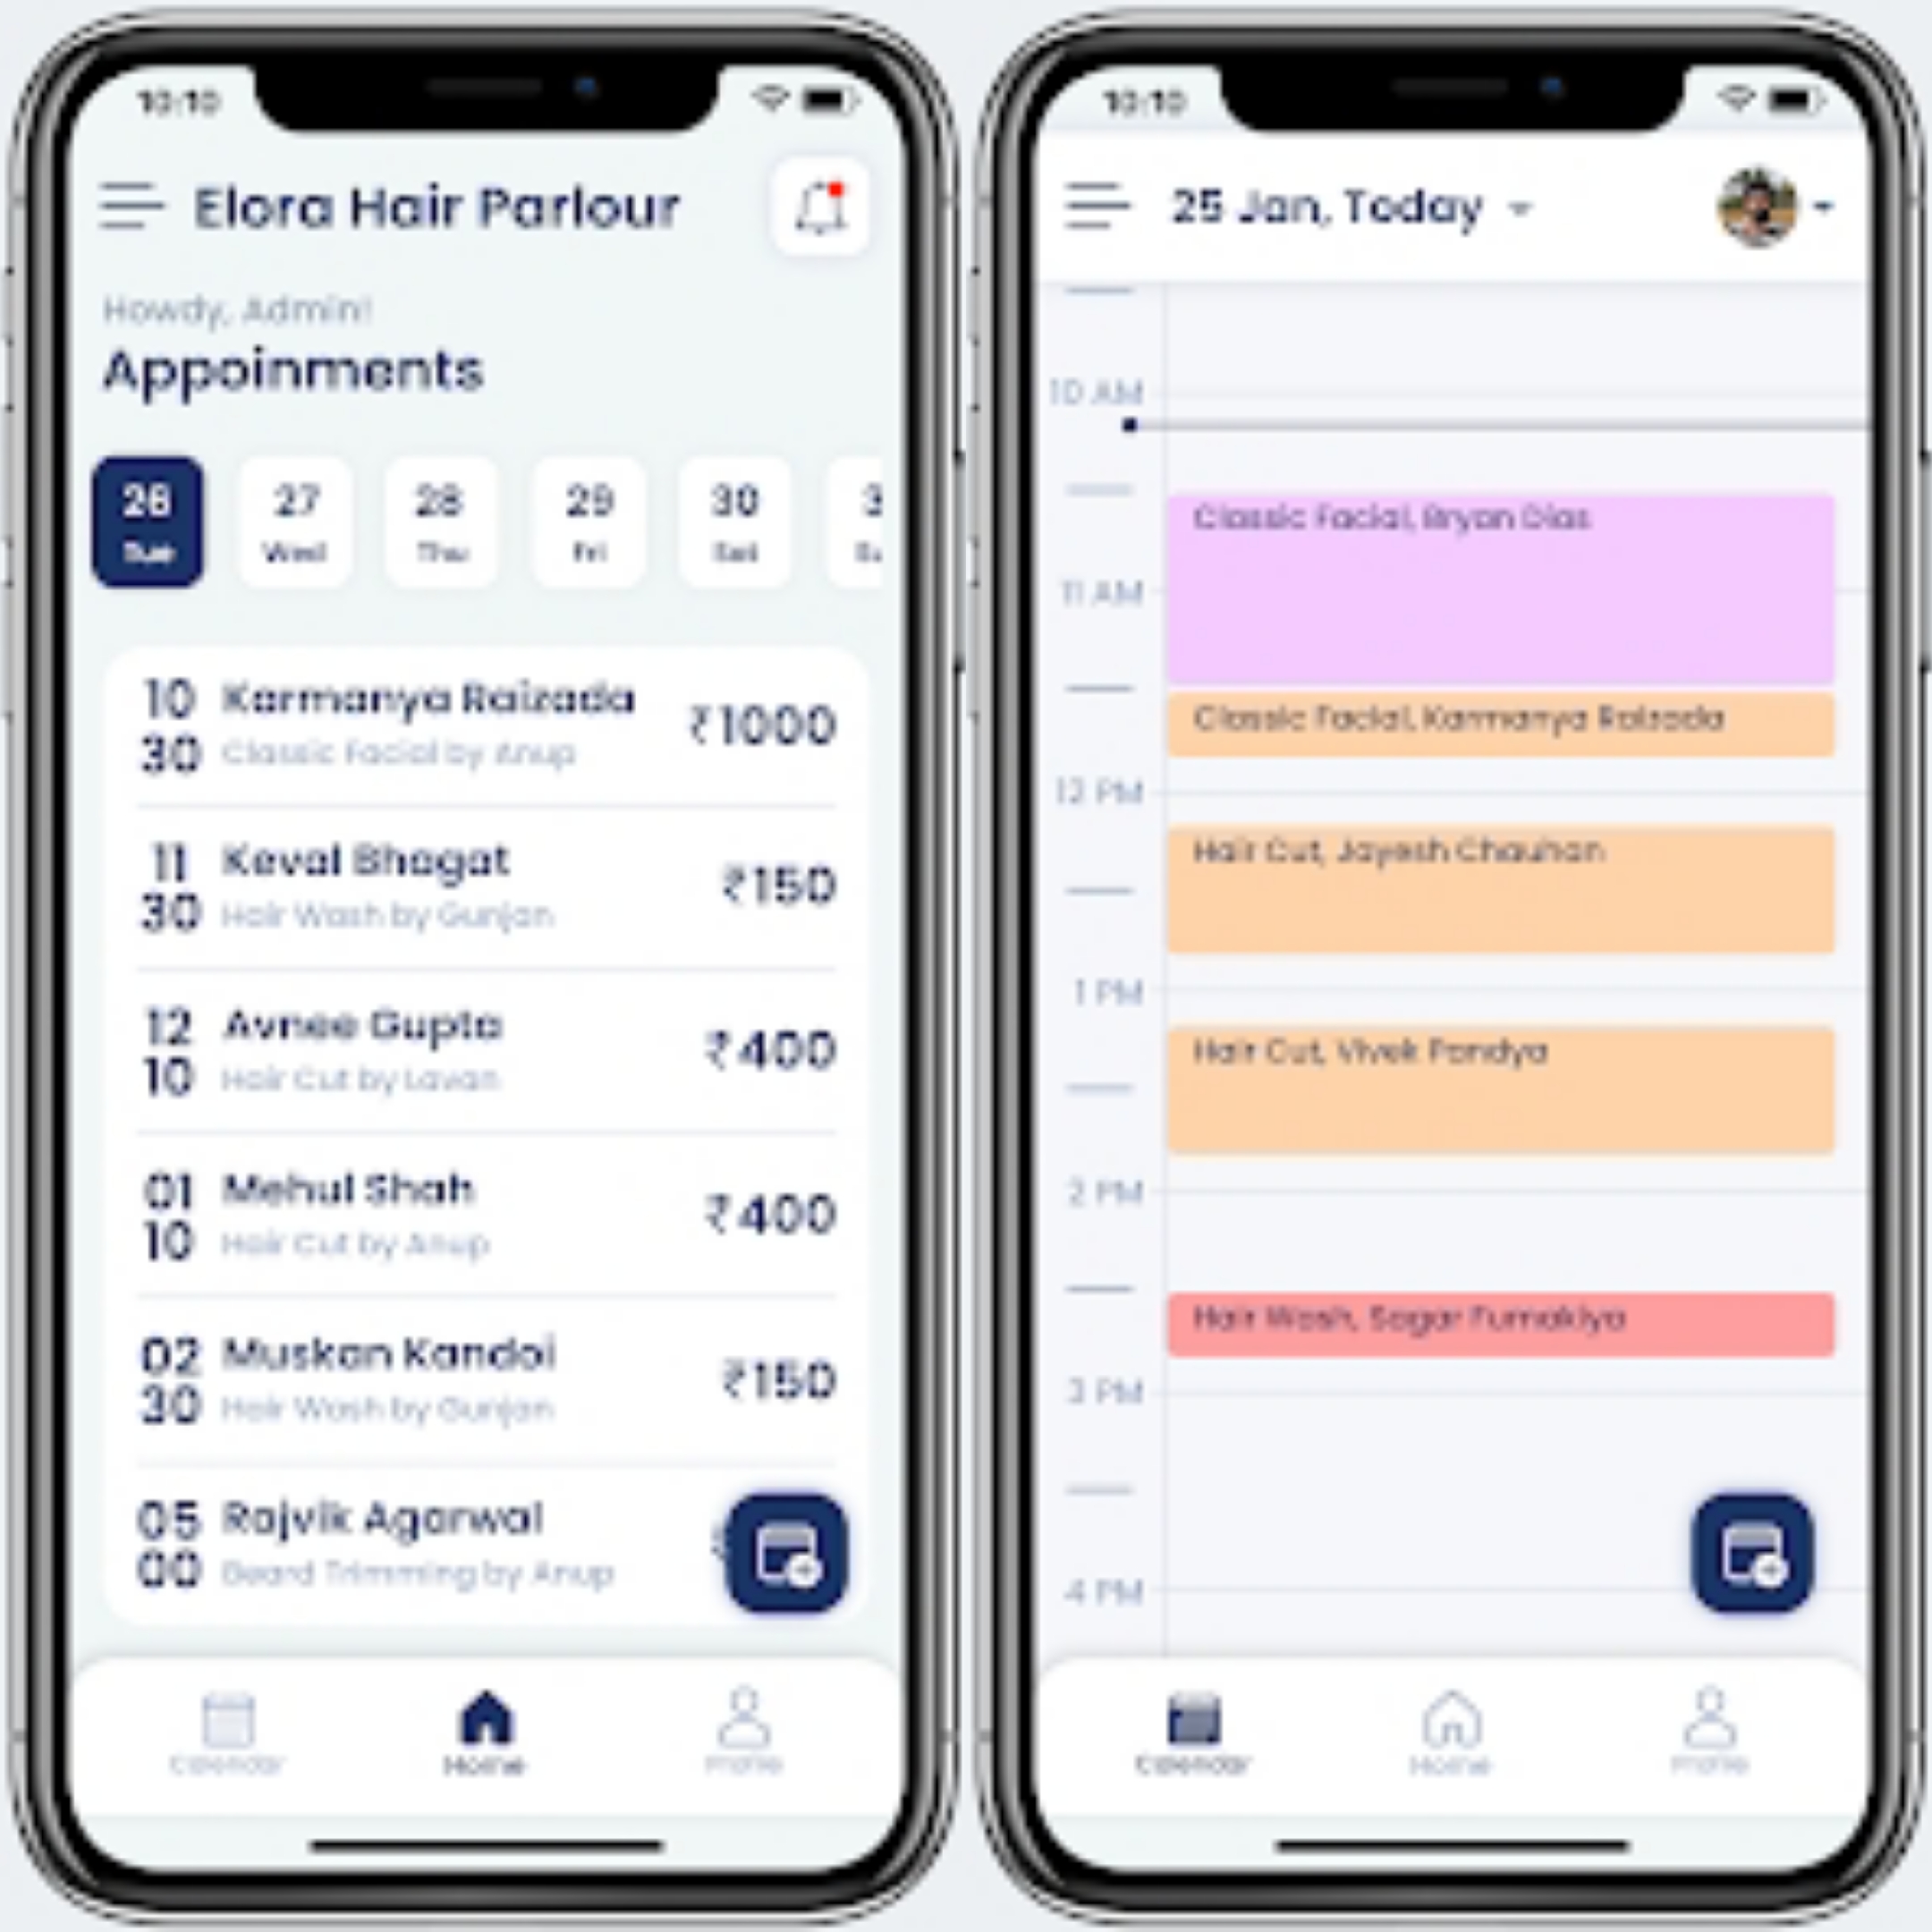 10:10
Elora Hair Parlour
Howdy, Admin!
Appoinments
26 27 28 29 30 3
Tue Wed Thu Fri Sat
10 30 Karmanya Raizada ₹1000
Classic Facial by Anup
11 30 Keval Bhagat ₹150
Hair Wash by Gunjan
12 10 Avnee Gupta ₹400
Hair Cut by Lavan
01 10 Mehul Shah ₹400
Hair Cut by Anup
02 30 Muskan Kandoi ₹150
Hair Wash by Gunjan
05 00 Rajvik Agarwal
Beard Trimming by Anup
Calendar Home Profile
10:10
25 Jan, Today
10 AM
Classic Facial, Bryan Dias
11 AM
Classic Facial, Karmanya Raizada
12 PM
Hair Cut, Jayesh Chauhan
1 PM
Hair Cut, Vivek Pandya
2 PM
Hair Wash, Sagar Fumakiya
3 PM
4 PM
Calendar Home Profile